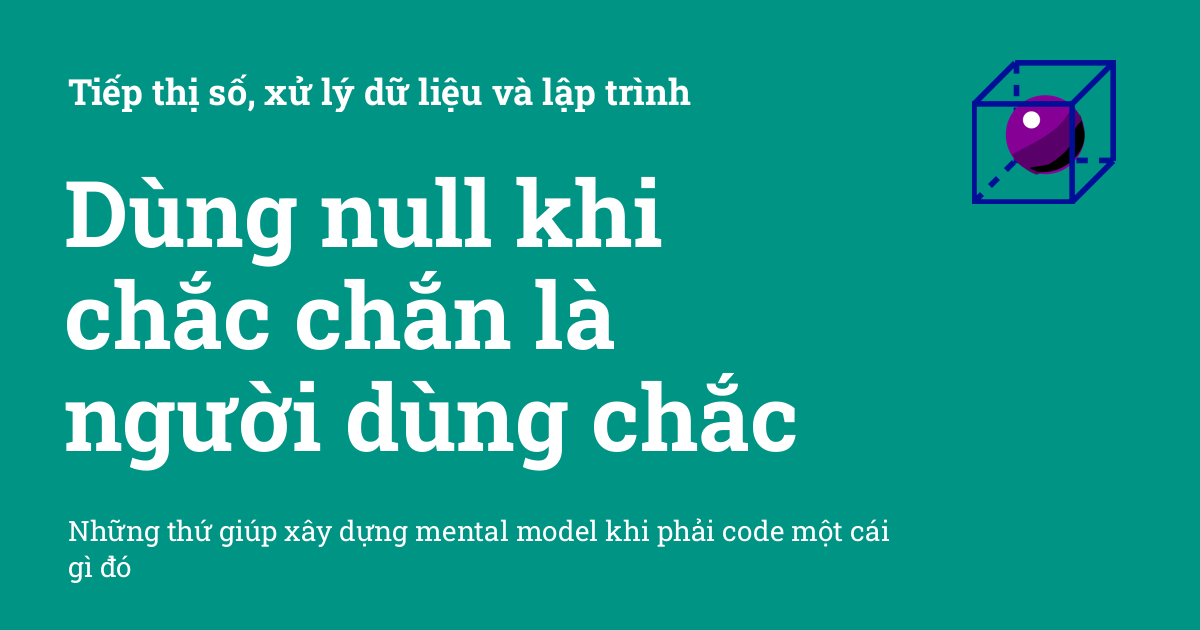 Tiếp thị số, xử lý dữ liệu và lập trình
Dùng null khi
chắc chắn là
người dùng chắc
Những thứ giúp xây dựng mental model khi phải code một cái
gì đó